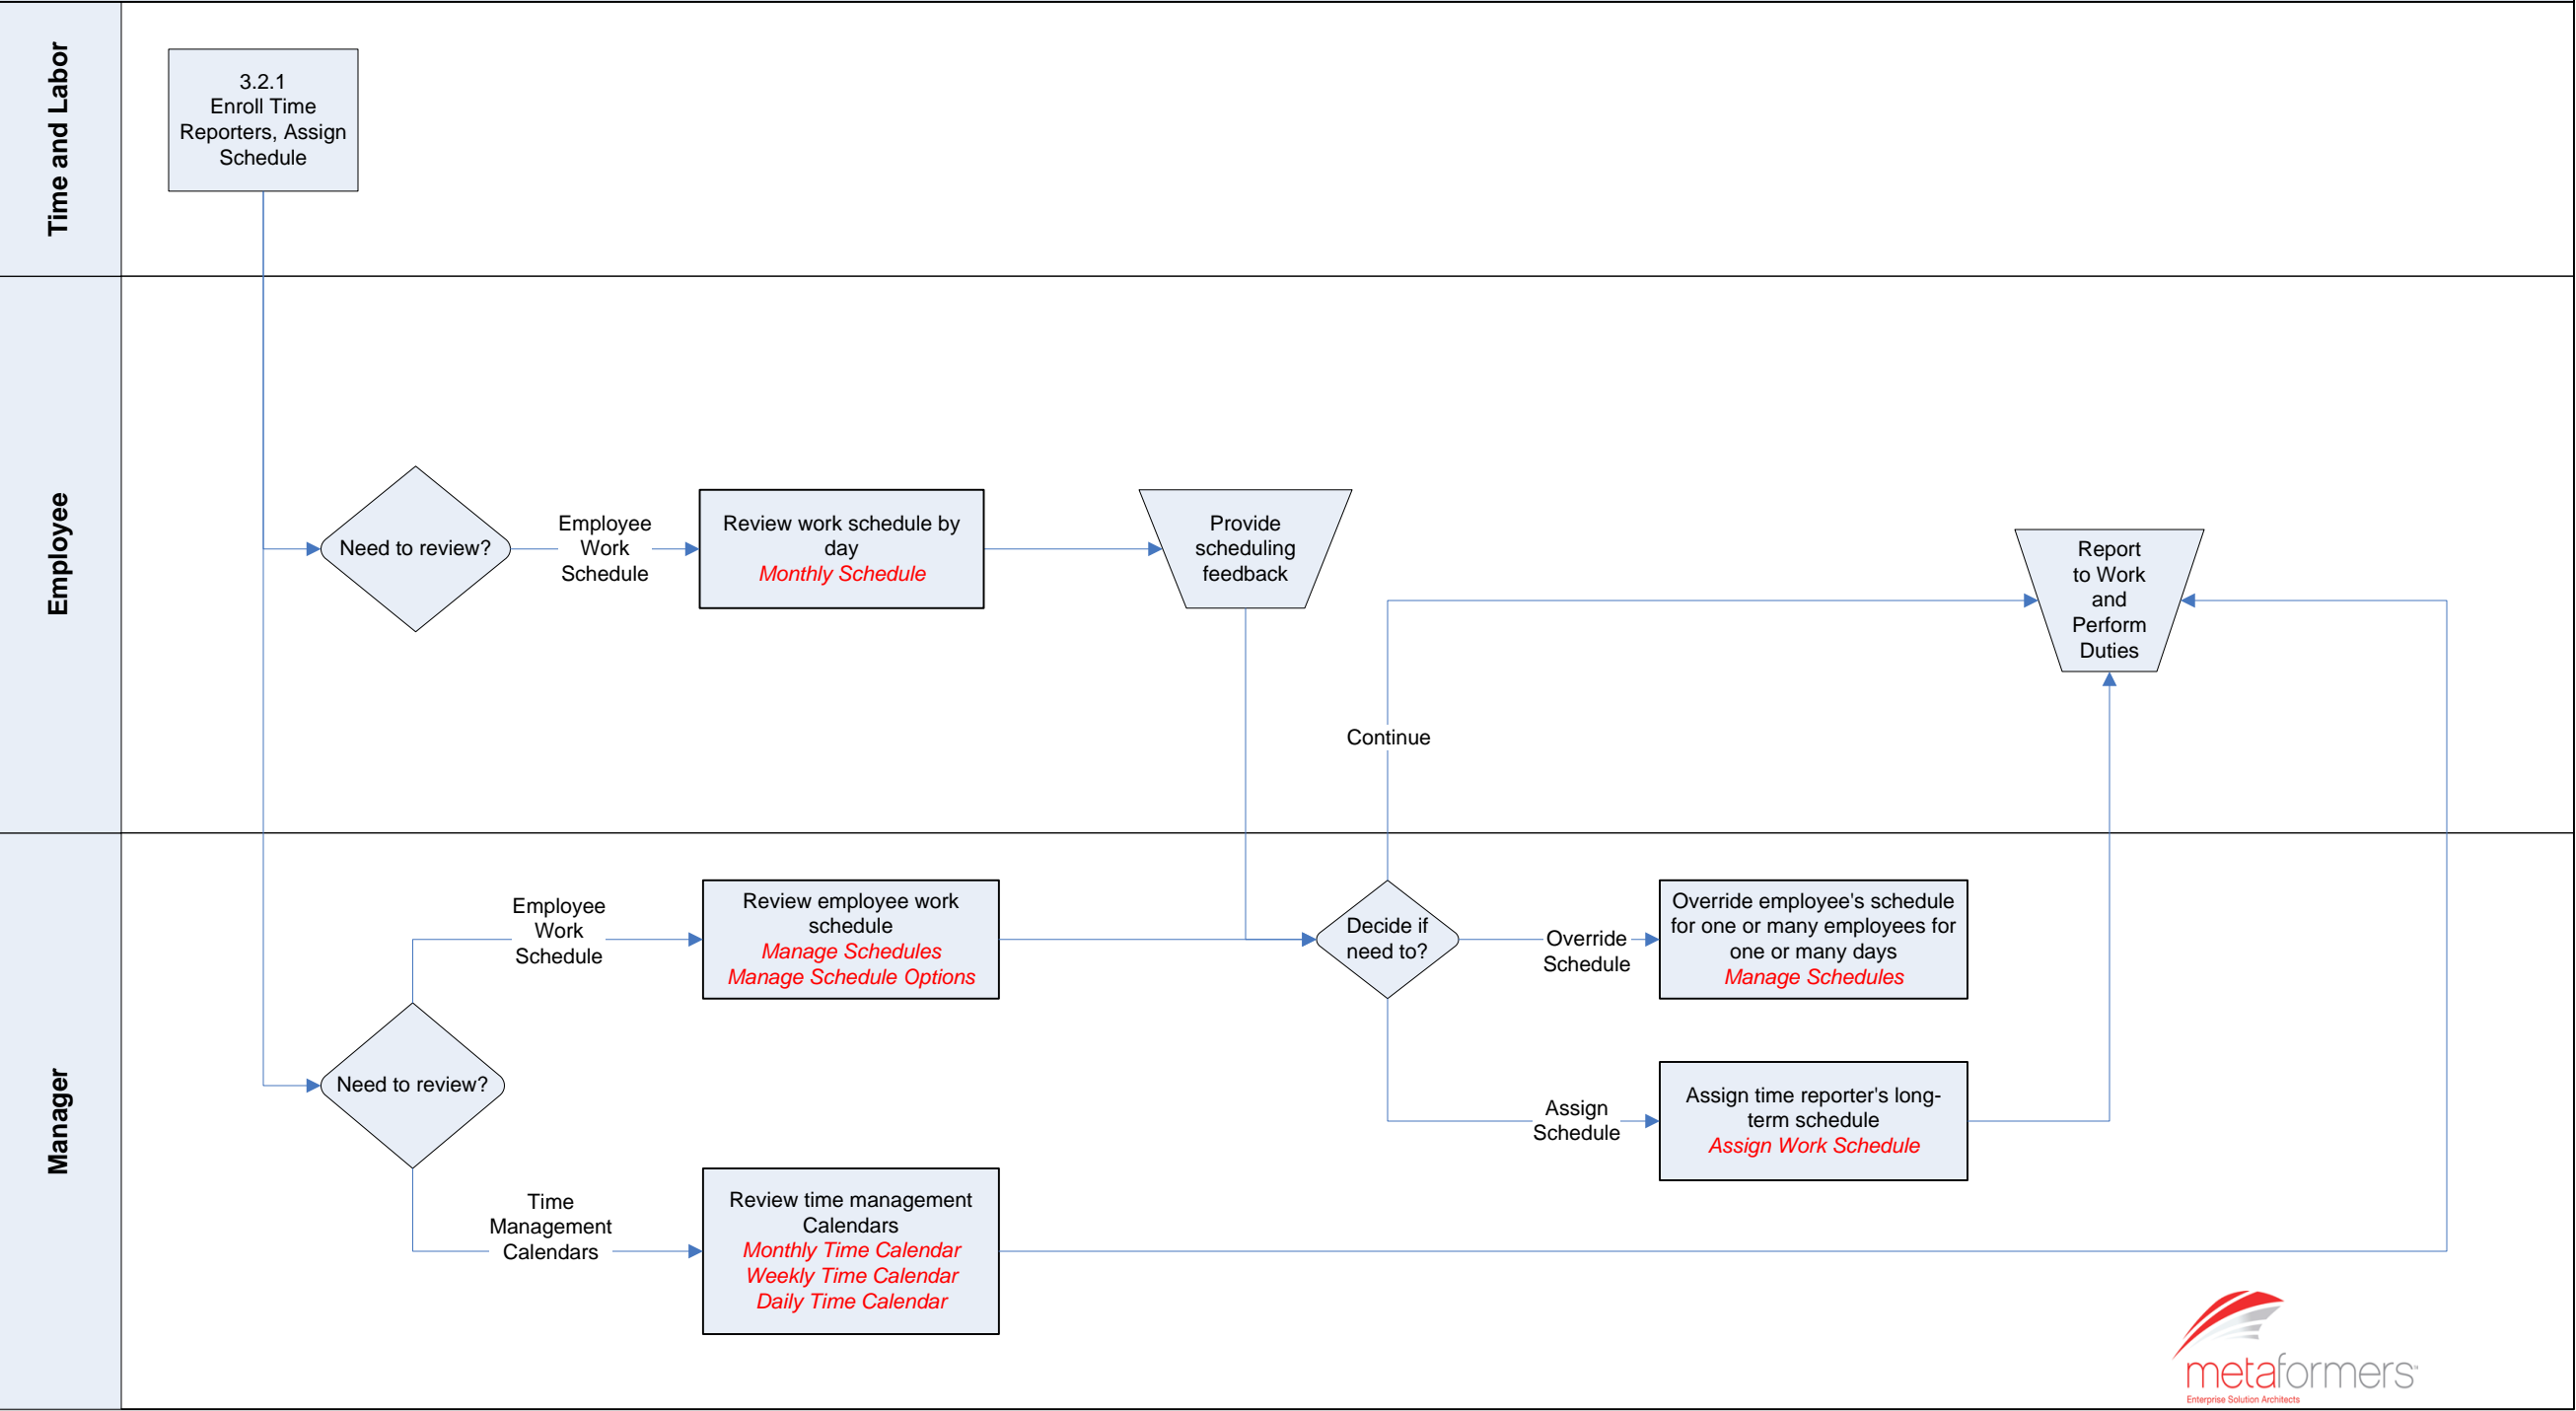 Time and Labor
3.2.1
Enroll Time
Reporters, Assign
Schedule
Employee
Need to review?
Employee
Work
Schedule
Review work schedule by
day
Monthly Schedule
Provide
scheduling
feedback
Report
to Work
and
Perform
Duties
Continue
Manager
Need to review?
Employee
Work
Schedule
Review employee work
schedule
Manage Schedules
Manage Schedule Options
Decide if
need to?
Override
Schedule
Override employee's schedule
for one or many employees for
one or many days
Manage Schedules
Assign
Schedule
Assign time reporter's long-
term schedule
Assign Work Schedule
Time
Management
Calendars
Review time management
Calendars
Monthly Time Calendar
Weekly Time Calendar
Daily Time Calendar
metaformers™
Enterprise Solution Architects